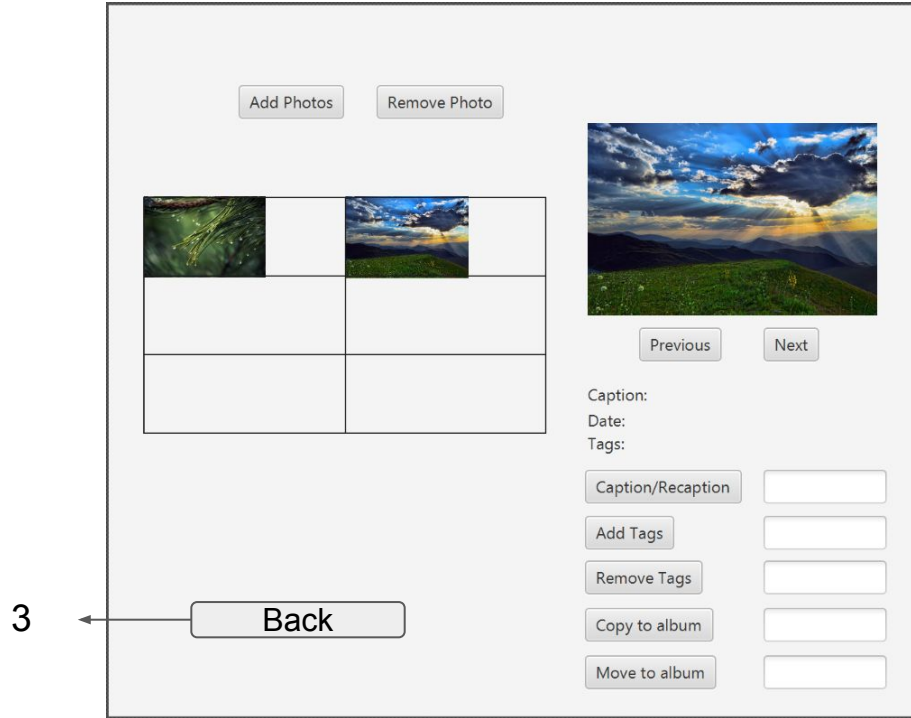 Add Photos
Remove Photo
Previous
Next
Caption:
Date:
Tags:
Caption/Recaption
Add Tags
Remove Tags
Copy to album
Move to album
3
Back